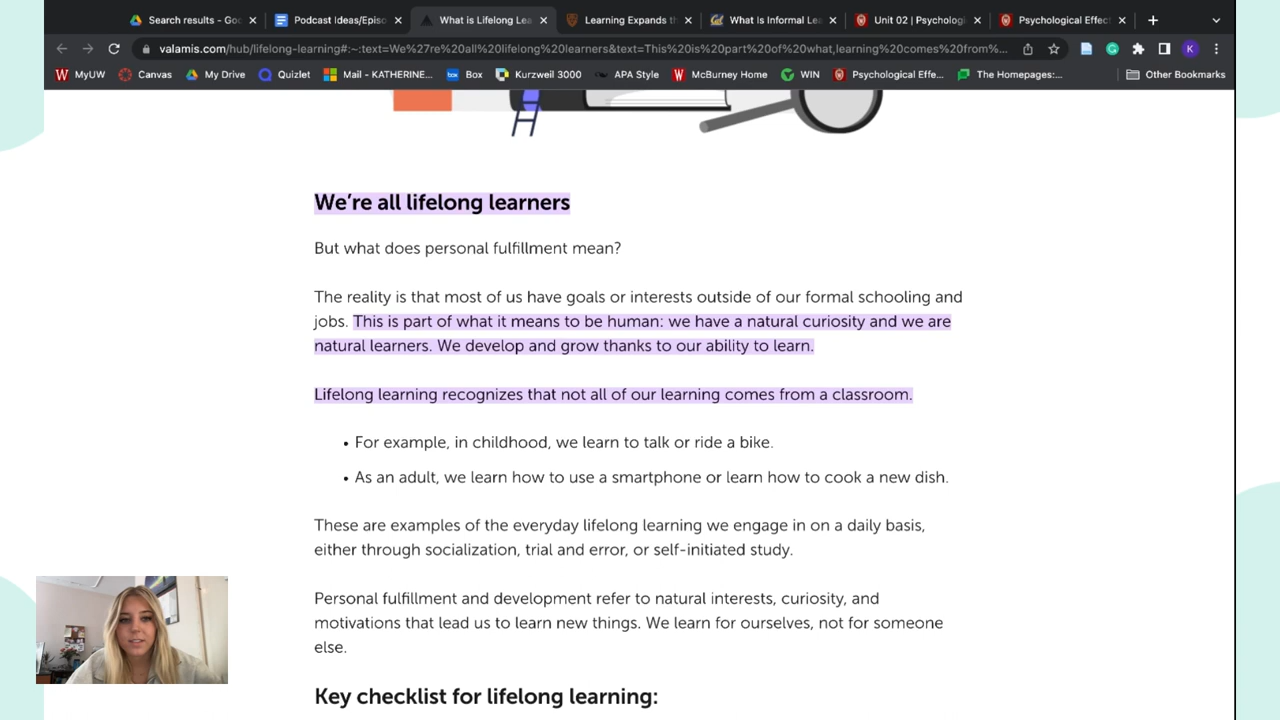 Search results - Goo
Podcast Ideas/Episo
What is Lifelong Lea
Learning Expands th
What Is Informal Lea
Unit 02 | Psychologi
Psychological Effect
valamis.com/hub/lifelong-learning#:~:text=We%27re%20all%20lifelong%20learners&text=This%20is%20part%20of%20what,learning%20comes%20from%...
K
MyUW
Canvas
My Drive
Quizlet
Mail - KATHERINE...
box Box
Kurzweil 3000
APA Style
McBurney Home
WIN
Psychological Effe...
The Homepages:...
Other Bookmarks
We’re all lifelong learners
But what does personal fulfillment mean?
The reality is that most of us have goals or interests outside of our formal schooling and
jobs. This is part of what it means to be human: we have a natural curiosity and we are
natural learners. We develop and grow thanks to our ability to learn.
Lifelong learning recognizes that not all of our learning comes from a classroom.
• For example, in childhood, we learn to talk or ride a bike.
• As an adult, we learn how to use a smartphone or learn how to cook a new dish.
These are examples of the everyday lifelong learning we engage in on a daily basis,
either through socialization, trial and error, or self-initiated study.
Personal fulfillment and development refer to natural interests, curiosity, and
motivations that lead us to learn new things. We learn for ourselves, not for someone
else.
Key checklist for lifelong learning: